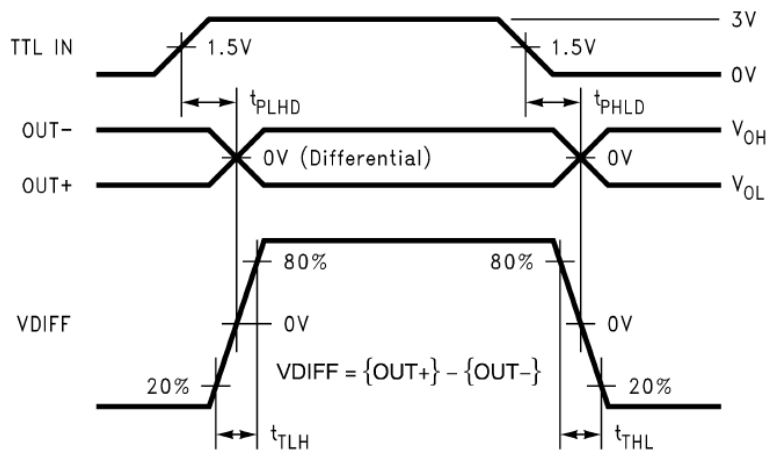 3V
TTL IN
1.5V
1.5V
0V
tPLHD
tPHLD
OUT-
VOH
0V (Differential)
0V
OUT+
VOL
80%
80%
VDIFF
0V
0V
VDIFF = {OUT+} – {OUT–}
20%
20%
tTLH
tTHL